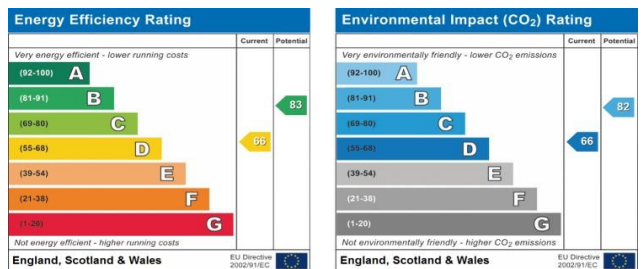 Energy Efficiency Rating
Current Potential
Very energy efficient - lower running costs
(92-100) A
(81-91) B
(69-80) C
(55-68) D
(39-54) E
(21-38) F
(1-20) G
83
66
Not energy efficient - higher running costs
England, Scotland & Wales
EU Directive
2002/91/EC
Environmental Impact (CO₂) Rating
Current Potential
Very environmentally friendly - lower CO₂ emissions
(92-100) A
(81-91) B
(69-80) C
(55-68) D
(39-54) E
(21-38) F
(1-20) G
82
66
Not environmentally friendly - higher CO₂ emissions
England, Scotland & Wales
EU Directive
2002/91/EC